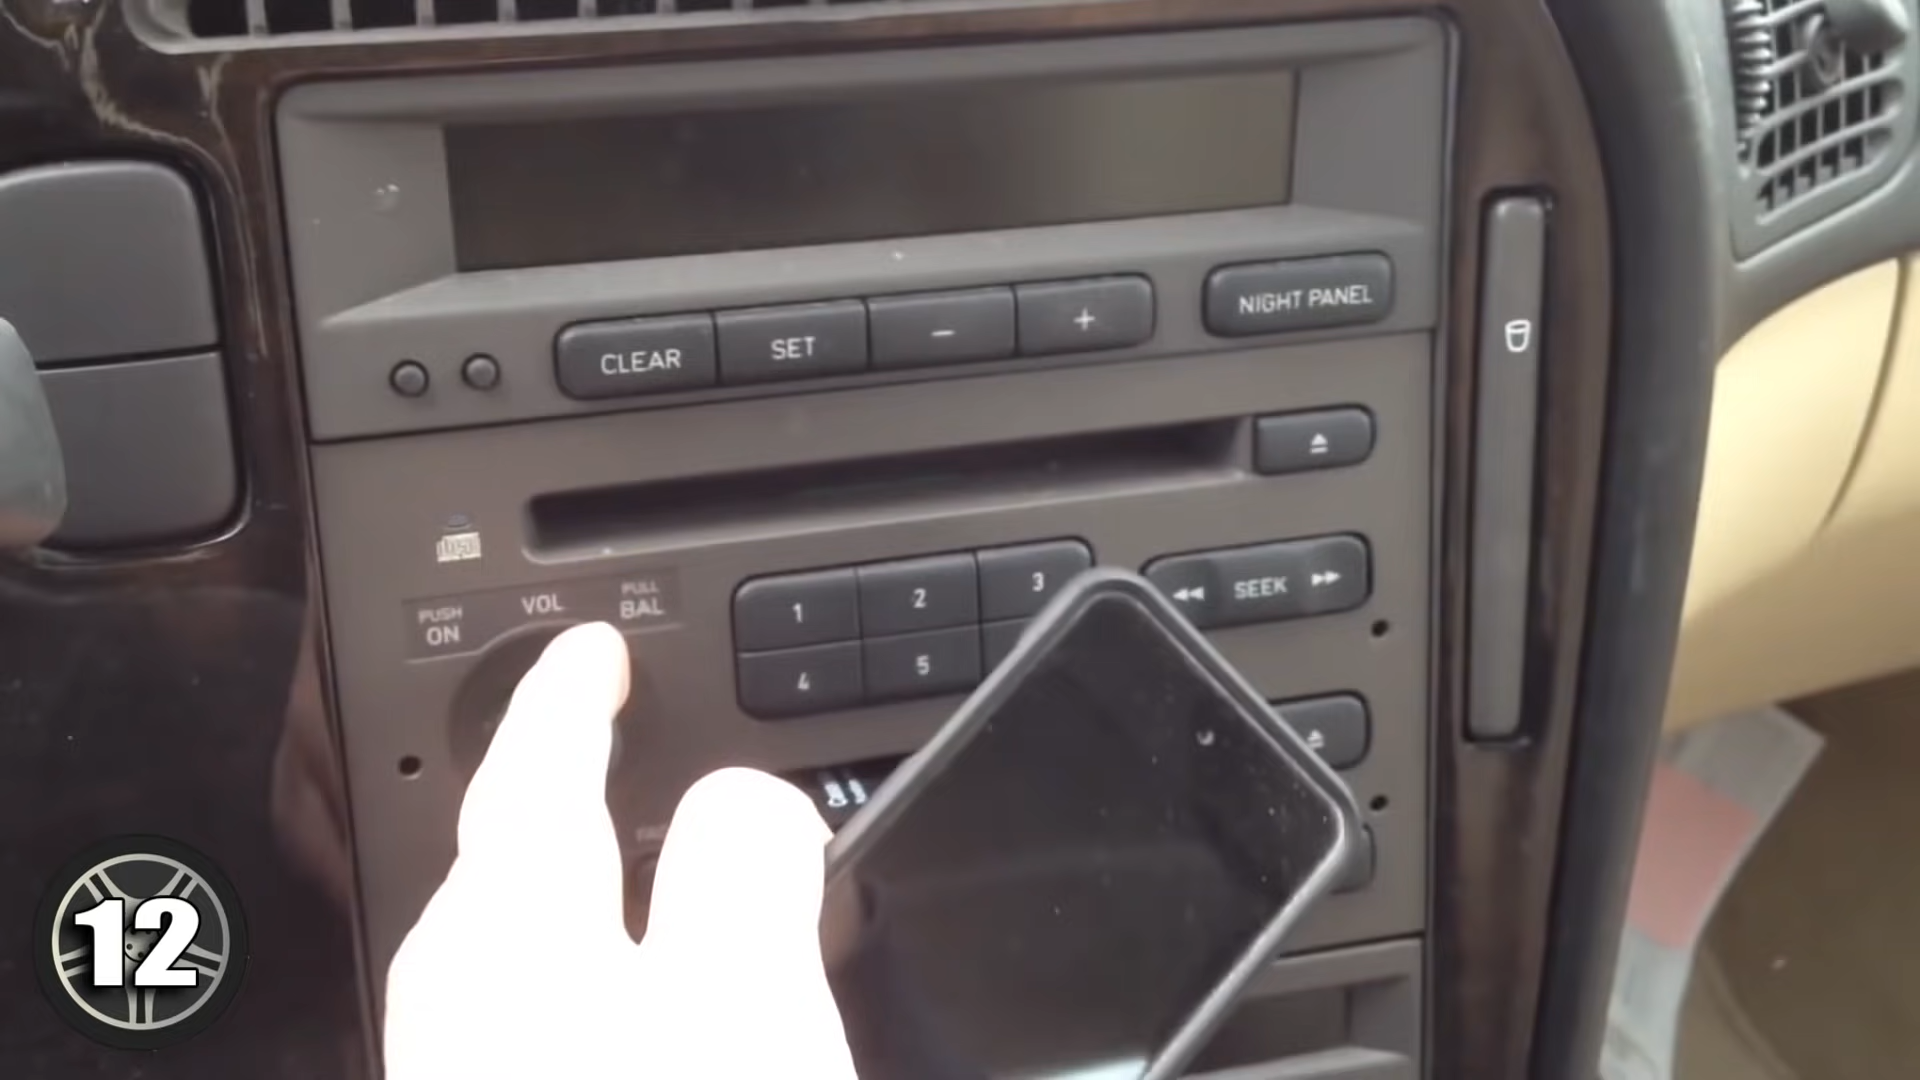 CLEAR SET - + NIGHT PANEL
PUSH ON
VOL
PULL BAL
1 2 3
SEEK
4 5
12